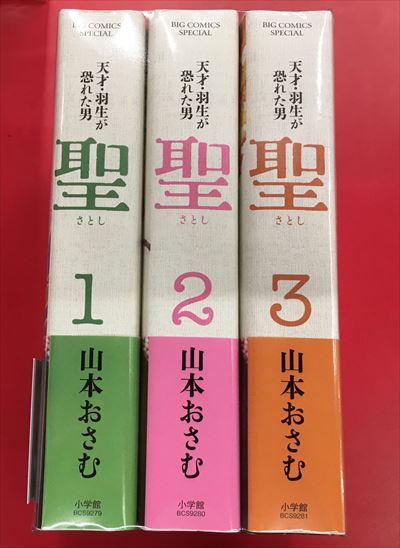 BIG COMICS
SPECIAL
天才・羽生が
恐れた男
聖
さとし
1
山本おさむ
小学館
BCS9279
BIG COMICS
SPECIAL
天才・羽生が
恐れた男
聖
さとし
2
山本おさむ
小学館
BCS9280
BIG COMICS
SPECIAL
天才・羽生が
恐れた男
聖
さとし
3
山本おさむ
小学館
BCS9281